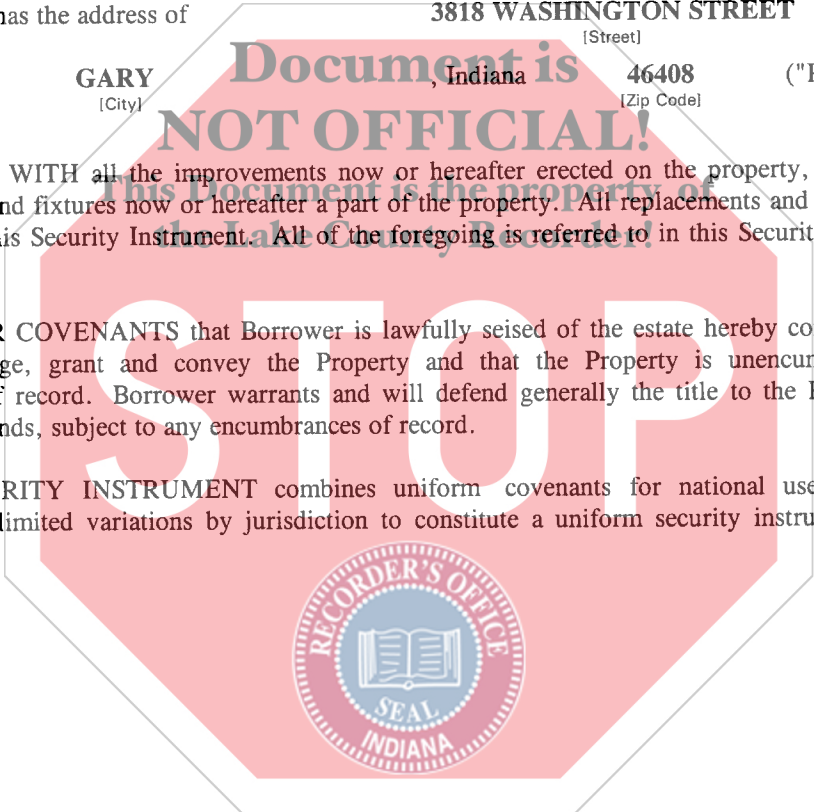 has the address of 3818 WASHINGTON STREET
[Street]
GARY , Indiana 46408 ("
[City] [Zip Code]
Document is
NOT OFFICIAL!
WITH all the improvements now or hereafter erected on the property,
This Document is the property of
nd fixtures now or hereafter a part of the property. All replacements and
the Lake County Recorder!
is Security Instrument. All of the foregoing is referred to in this Securit
STOP
R COVENANTS that Borrower is lawfully seised of the estate hereby co
ge, grant and convey the Property and that the Property is unencum
f record. Borrower warrants and will defend generally the title to the
nds, subject to any encumbrances of record.
RITY INSTRUMENT combines uniform covenants for national use
limited variations by jurisdiction to constitute a uniform security instru
RECORDER'S OFFICE
SEAL
INDIANA